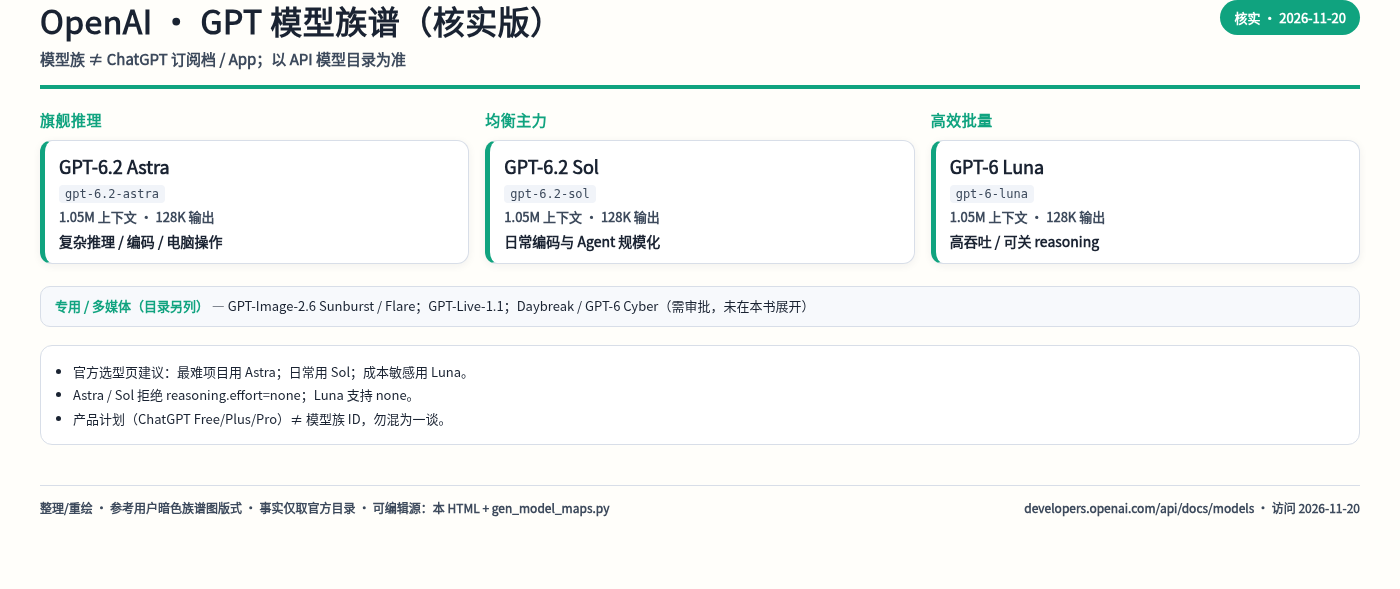 OpenAI · GPT 模型族谱（核实版）
核实 · 2026-11-20
模型族 ≠ ChatGPT 订阅档 / App；以 API 模型目录为准
旗舰推理
GPT-6.2 Astra
gpt-6.2-astra
1.05M 上下文 · 128K 输出
复杂推理 / 编码 / 电脑操作
均衡主力
GPT-6.2 Sol
gpt-6.2-sol
1.05M 上下文 · 128K 输出
日常编码与 Agent 规模化
高效批量
GPT-6 Luna
gpt-6-luna
1.05M 上下文 · 128K 输出
高吞吐 / 可关 reasoning
专用 / 多媒体（目录另列） — GPT-Image-2.6 Sunburst / Flare；GPT-Live-1.1；Daybreak / GPT-6 Cyber（需审批，未在本书展开）
• 官方选型页建议：最难项目用 Astra；日常用 Sol；成本敏感用 Luna。
• Astra / Sol 拒绝 reasoning.effort=none；Luna 支持 none。
• 产品计划（ChatGPT Free/Plus/Pro）≠ 模型族 ID，勿混为一谈。
整理/重绘 · 参考用户暗色族谱图版式 · 事实仅取官方目录 · 可编辑源：本 HTML + gen_model_maps.py
developers.openai.com/api/docs/models · 访问 2026-11-20